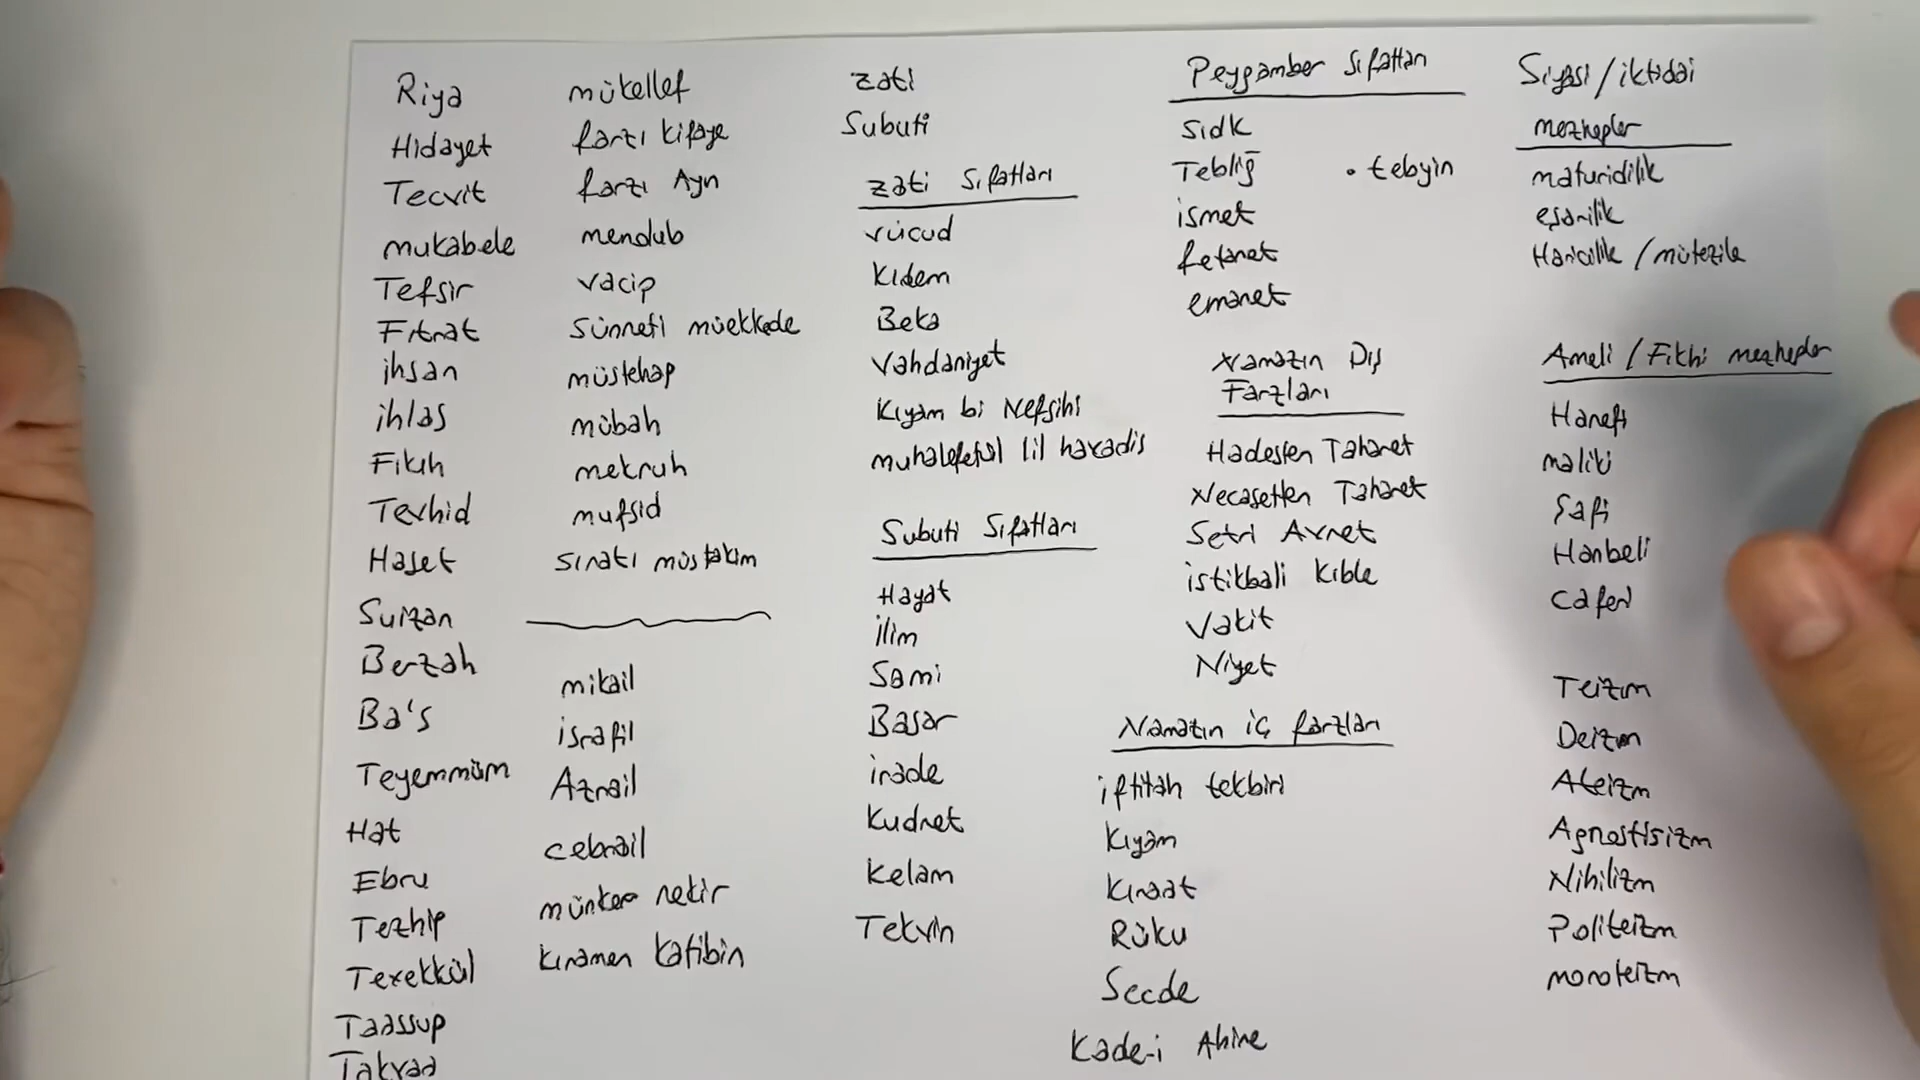 Riya
Hidayet
Tecvit
mukabele
Tefsir
Fıtrat
ihsan
ihlas
Fıkıh
Tevhid
Haset
Suizan
Berzah
Ba's
Teyemmüm
Hat
Ebru
Tezhip
Tevekkül
Taassup
Takvaa
mükellef
farzı kifaye
farzı Ayn
mendub
vacip
sünneti müekkede
müstehap
mübah
mekruh
mufsid
sıratı müstakim
mikail
israfil
Azrail
cebrail
münker nekir
kiramen katibin
zati
Subuti
zati sıfatları
vücud
kıdem
Beka
Vahdaniyet
Kıyam bi Nefsihi
muhalefetül lil havadis
Subuti Sıfatları
Hayat
ilim
Sami
Basar
irade
kudret
kelam
Tekvin
Peygamber Sıfatları
Sıdk
Tebliğ • tebyin
ismet
fetanet
emanet
Namazın Dış
Farzları
Hadesten Taharet
Necasetten Taharet
Setri Avret
istikbali Kıble
Vakit
Niyet
Namazın iç farzları
iftitah tekbiri
Kıyam
Kıraat
Rüku
Secde
Kade-i Ahire
Siyasi / iktidai
mezhepler
maturidilik
eşarilik
Haricilik / mütezile
Ameli / Fıkhi mezhepler
Hanefi
maliki
Şafi
Hanbeli
Caferi
Teizm
Deizm
Ateizm
Agnostisizm
Nihilizm
Politeizm
monoteizm